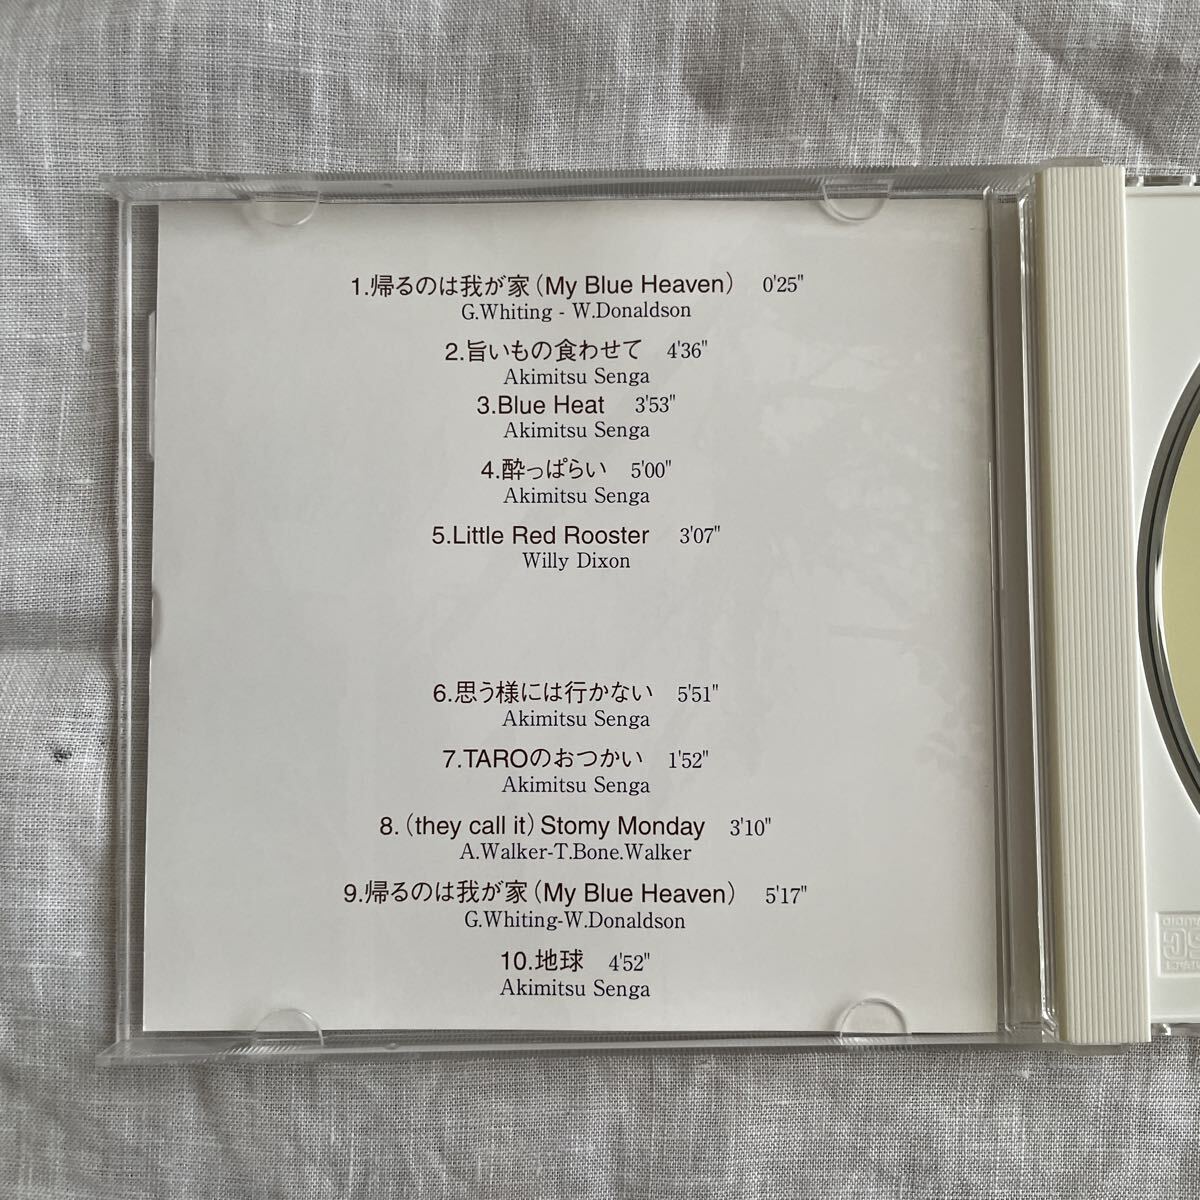 1.帰るのは我が家（My Blue Heaven） 0'25"
G.Whiting - W.Donaldson
2.旨いもの食わせて 4'36"
Akimitsu Senga
3.Blue Heat 3'53"
Akimitsu Senga
4.酔っぱらい 5'00"
Akimitsu Senga
5.Little Red Rooster 3'07"
Willy Dixon
6.思う様には行かない 5'51"
Akimitsu Senga
7.TAROのおつかい 1'52"
Akimitsu Senga
8.（they call it）Stomy Monday 3'10"
A.Walker-T.Bone.Walker
9.帰るのは我が家（My Blue Heaven） 5'17"
G.Whiting-W.Donaldson
10.地球 4'52"
Akimitsu Senga